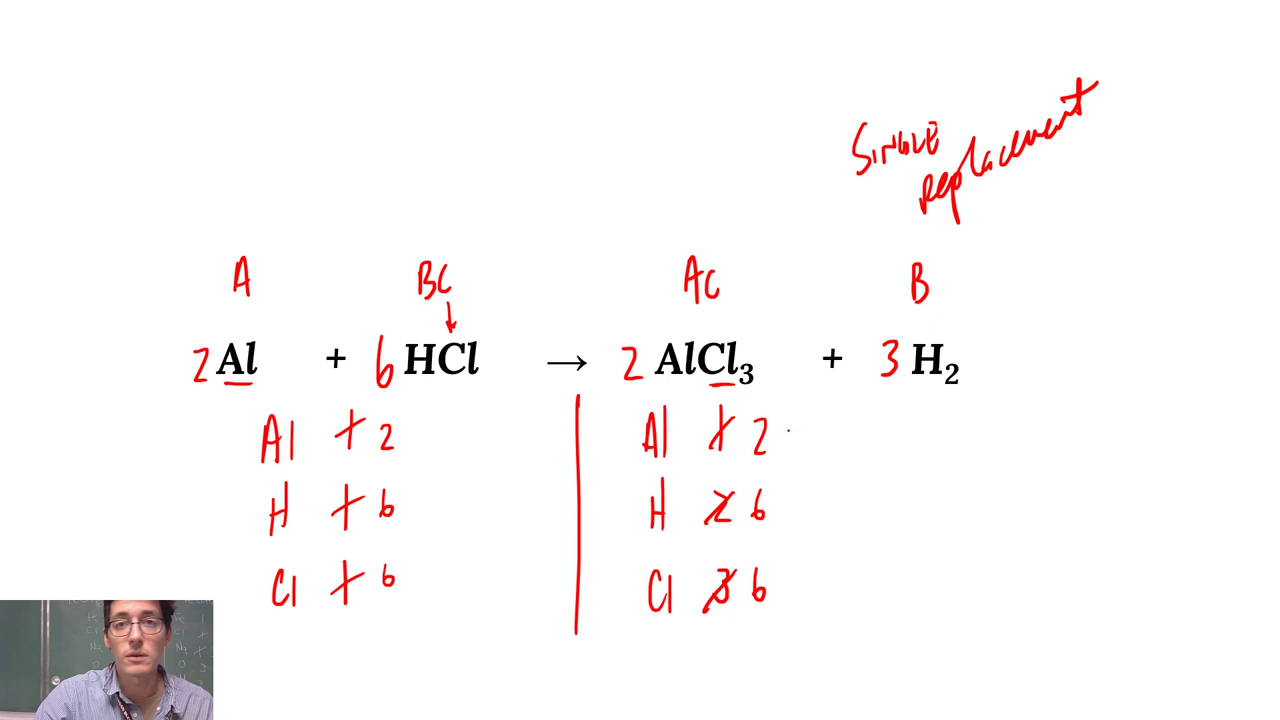 SINGLE
replacement
A BC AC B
2 Al + 6 HCl → 2 AlCl₃ + 3 H₂
Al 1 2 Al 1 2
H 1 6 H 2 6
Cl 1 6 Cl 3 6